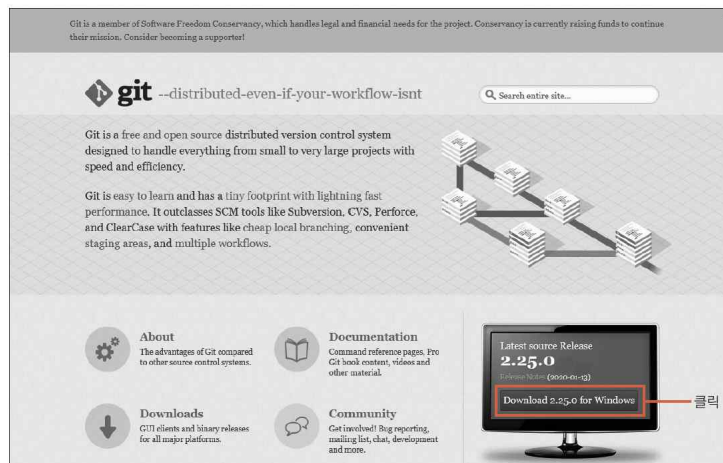 Git is a member of Software Freedom Conservancy, which handles legal and financial needs for the project. Conservancy is currently raising funds to continue
their mission. Consider becoming a supporter!
git --distributed-even-if-your-workflow-isnt
Search entire site...
Git is a free and open source distributed version control system
designed to handle everything from small to very large projects with
speed and efficiency.
Git is easy to learn and has a tiny footprint with lightning fast
performance. It outclasses SCM tools like Subversion, CVS, Perforce,
and ClearCase with features like cheap local branching, convenient
staging areas, and multiple workflows.
About
The advantages of Git compared
to other source control systems.
Documentation
Command reference pages, Pro
Git book content, videos and
other material.
Downloads
GUI clients and binary releases
for all major platforms.
Community
Get involved! Bug reporting,
mailing list, chat, development
and more.
Latest source Release
2.25.0
Release Notes (2020-01-13)
Download 2.25.0 for Windows
클릭